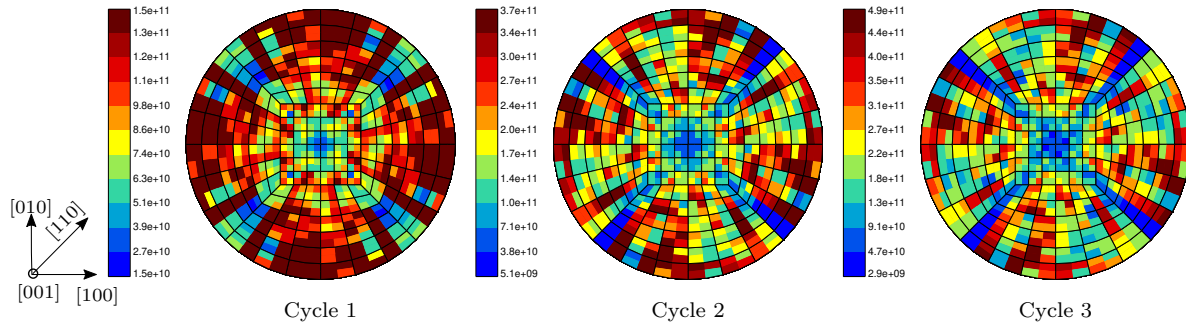 1.5e+11
1.3e+11
1.2e+11
1.1e+11
9.8e+10
8.6e+10
7.4e+10
6.3e+10
5.1e+10
3.9e+10
2.7e+10
1.5e+10
3.7e+11
3.4e+11
3.0e+11
2.7e+11
2.4e+11
2.0e+11
1.7e+11
1.4e+11
1.0e+11
7.1e+10
3.8e+10
5.1e+09
4.9e+11
4.4e+11
4.0e+11
3.5e+11
3.1e+11
2.7e+11
2.2e+11
1.8e+11
1.3e+11
9.1e+10
4.7e+10
2.9e+09
[010]
[110]
[001]
[100]
Cycle 1
Cycle 2
Cycle 3